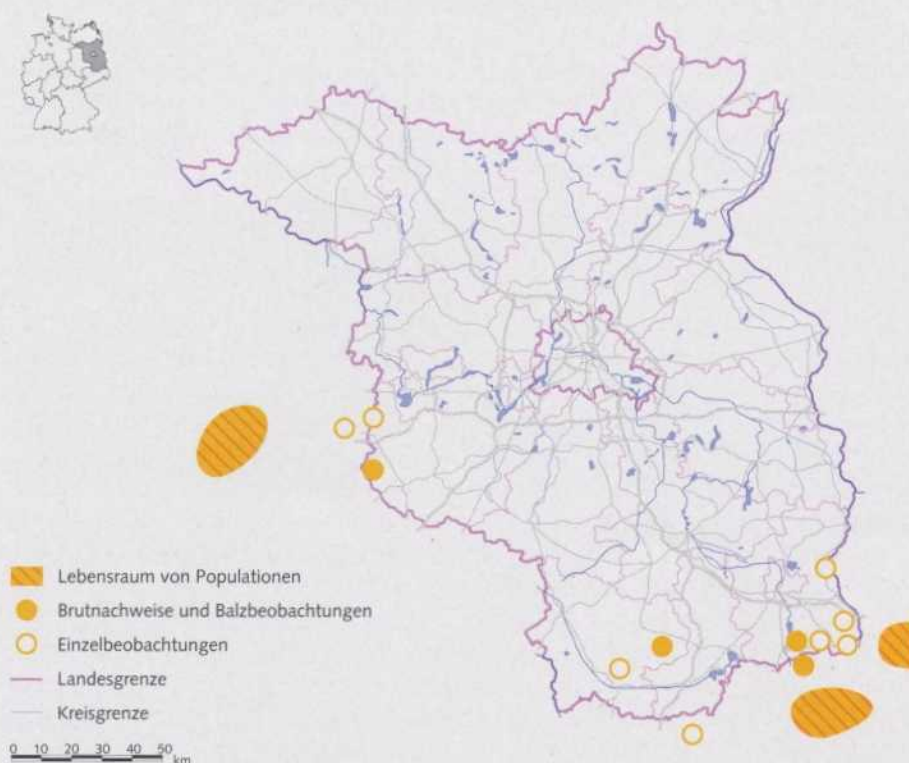 Lebensraum von Populationen
Brutnachweise und Balzbeobachtungen
Einzelbeobachtungen
Landesgrenze
Kreisgrenze
0 10 20 30 40 50
km